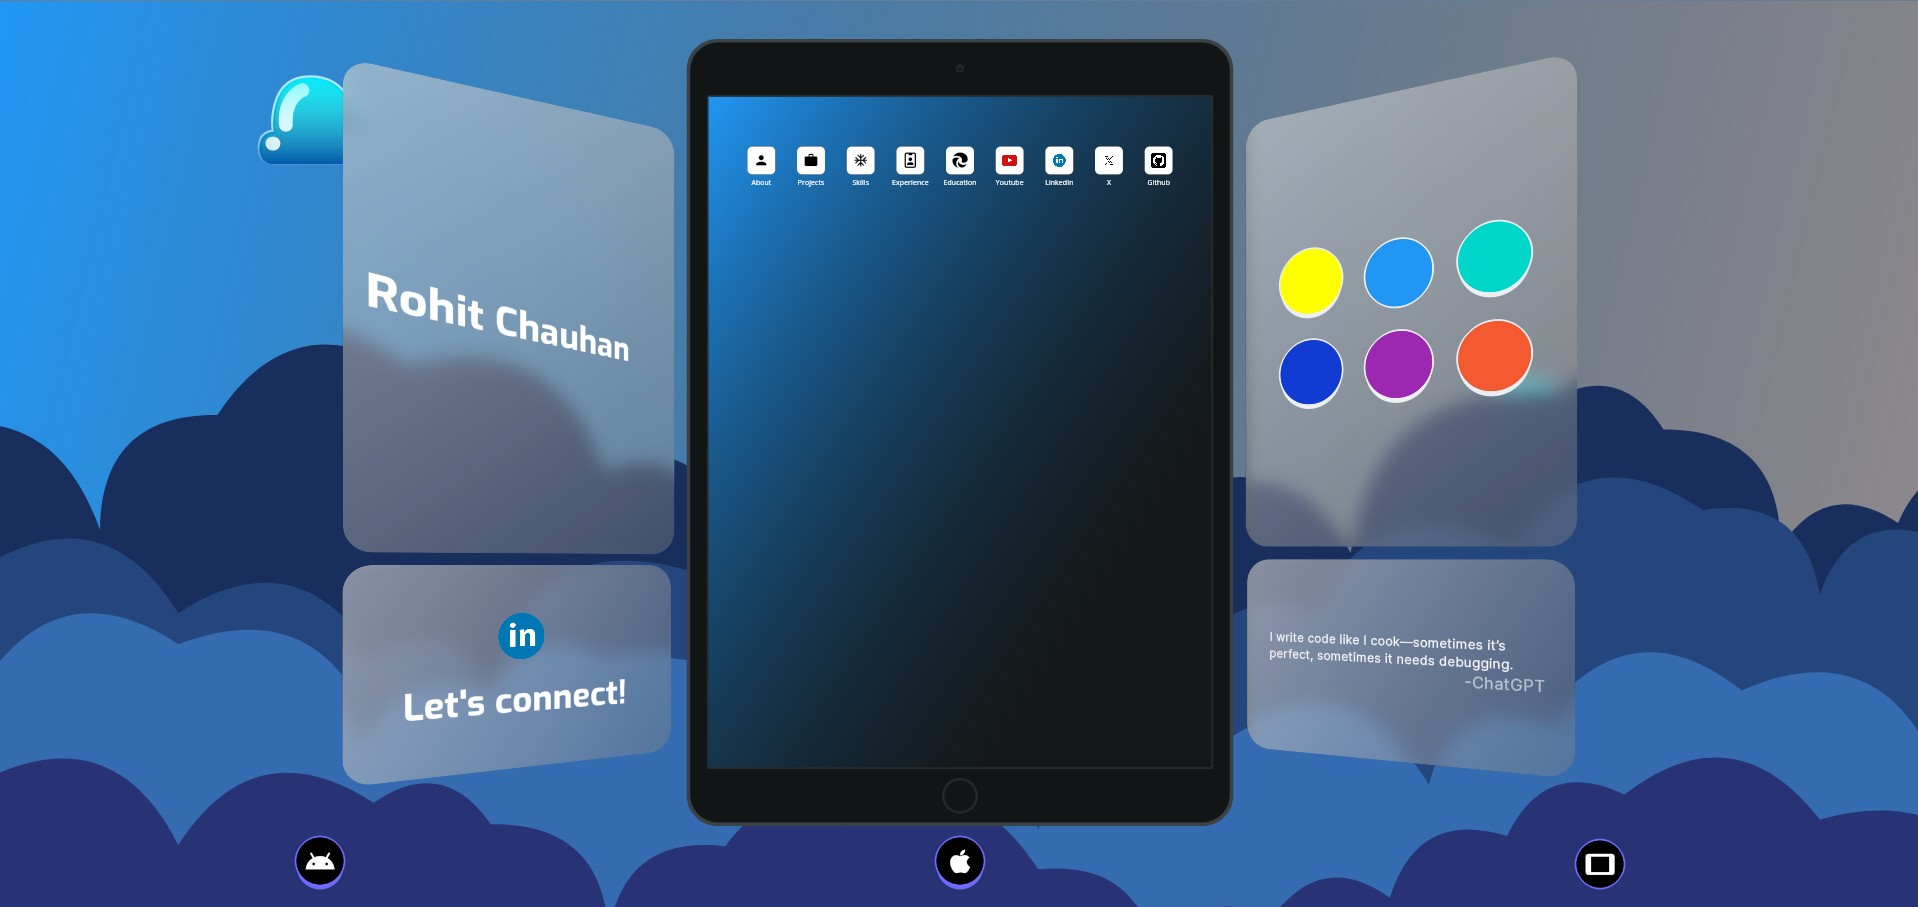 Rohit Chauhan
in
Let's connect!
About Projects Skills Experience Education Youtube LinkedIn X Github
I write code like I cook—sometimes it's
perfect, sometimes it needs debugging.
-ChatGPT